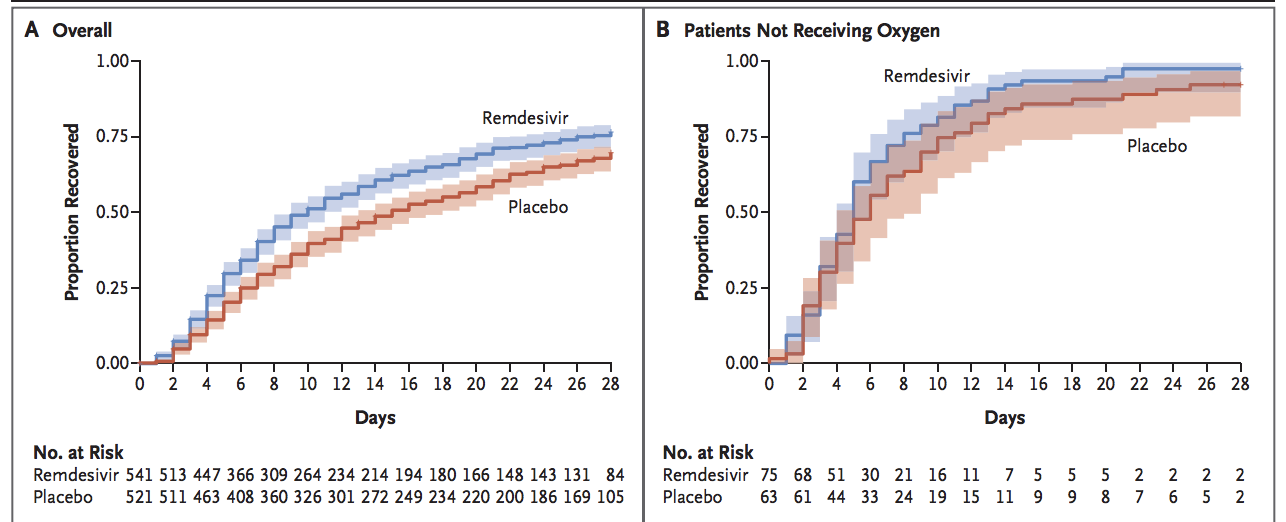 A Overall
1.00
0.75
0.50
0.25
0.00
Proportion Recovered
Remdesivir
Placebo
0 2 4 6 8 10 12 14 16 18 20 22 24 26 28
Days
No. at Risk
Remdesivir 541 513 447 366 309 264 234 214 194 180 166 148 143 131 84
Placebo 521 511 463 408 360 326 301 272 249 234 220 200 186 169 105
B Patients Not Receiving Oxygen
1.00
0.75
0.50
0.25
0.00
Proportion Recovered
Remdesivir
Placebo
0 2 4 6 8 10 12 14 16 18 20 22 24 26 28
Days
No. at Risk
Remdesivir 75 68 51 30 21 16 11 7 5 5 5 2 2 2 2
Placebo 63 61 44 33 24 19 15 11 9 9 8 7 6 5 2